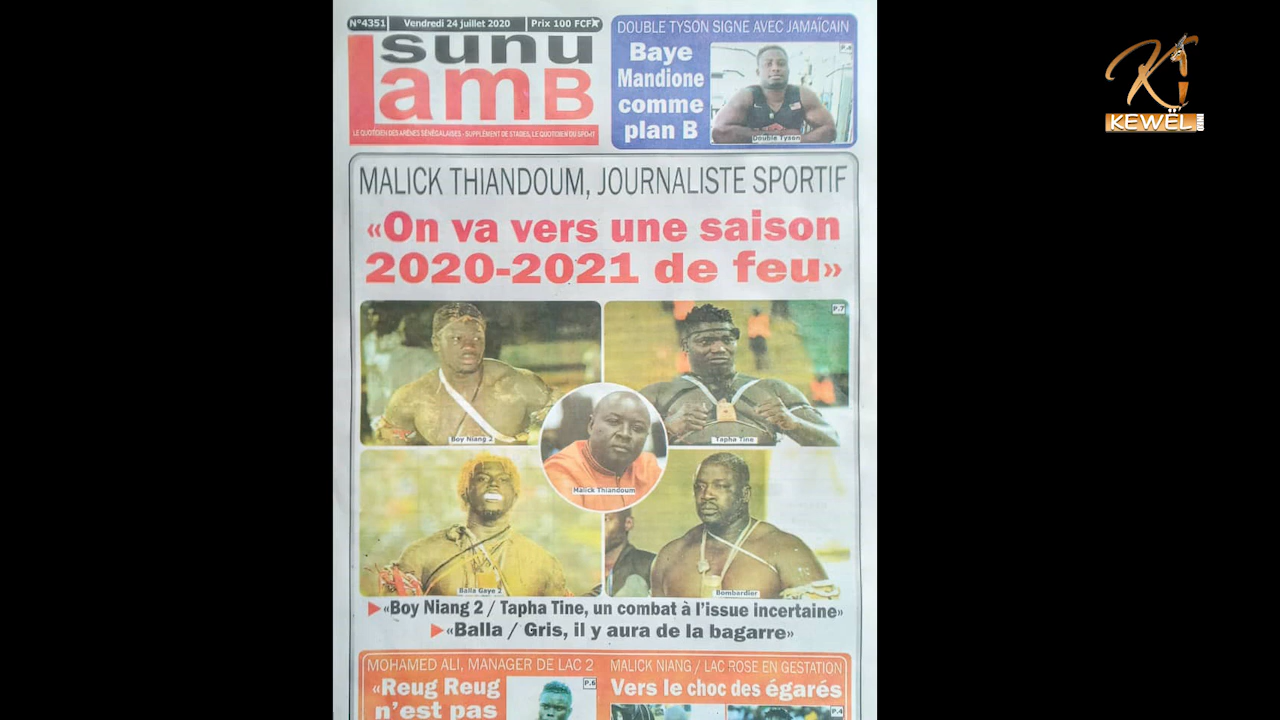 N°4351 Vendredi 24 juillet 2020 Prix 100 FCFA
sunu
Lamb
LE QUOTIDIEN DES ARÈNES SÉNÉGALAISES - SUPPLÉMENT DE STADES, LE QUOTIDIEN DU SPORT
DOUBLE TYSON SIGNE AVEC JAMAÏCAIN
Baye
Mandione
comme
plan B
Double Tyson
MALICK THIANDOUM, JOURNALISTE SPORTIF
«On va vers une saison
2020-2021 de feu»
P.7
Boy Niang 2
Tapha Tine
Malick Thiandoum
Balla Gaye 2
Bombardier
«Boy Niang 2 / Tapha Tine, un combat à l'issue incertaine»
«Balla / Gris, il y aura de la bagarre»
MOHAMED ALI, MANAGER DE LAC 2
«Reug Reug
n'est pas
P.6
MALICK NIANG / LAC ROSE EN GESTATION
Vers le choc des égarés
P.4
Ki
KEWËL
INFO